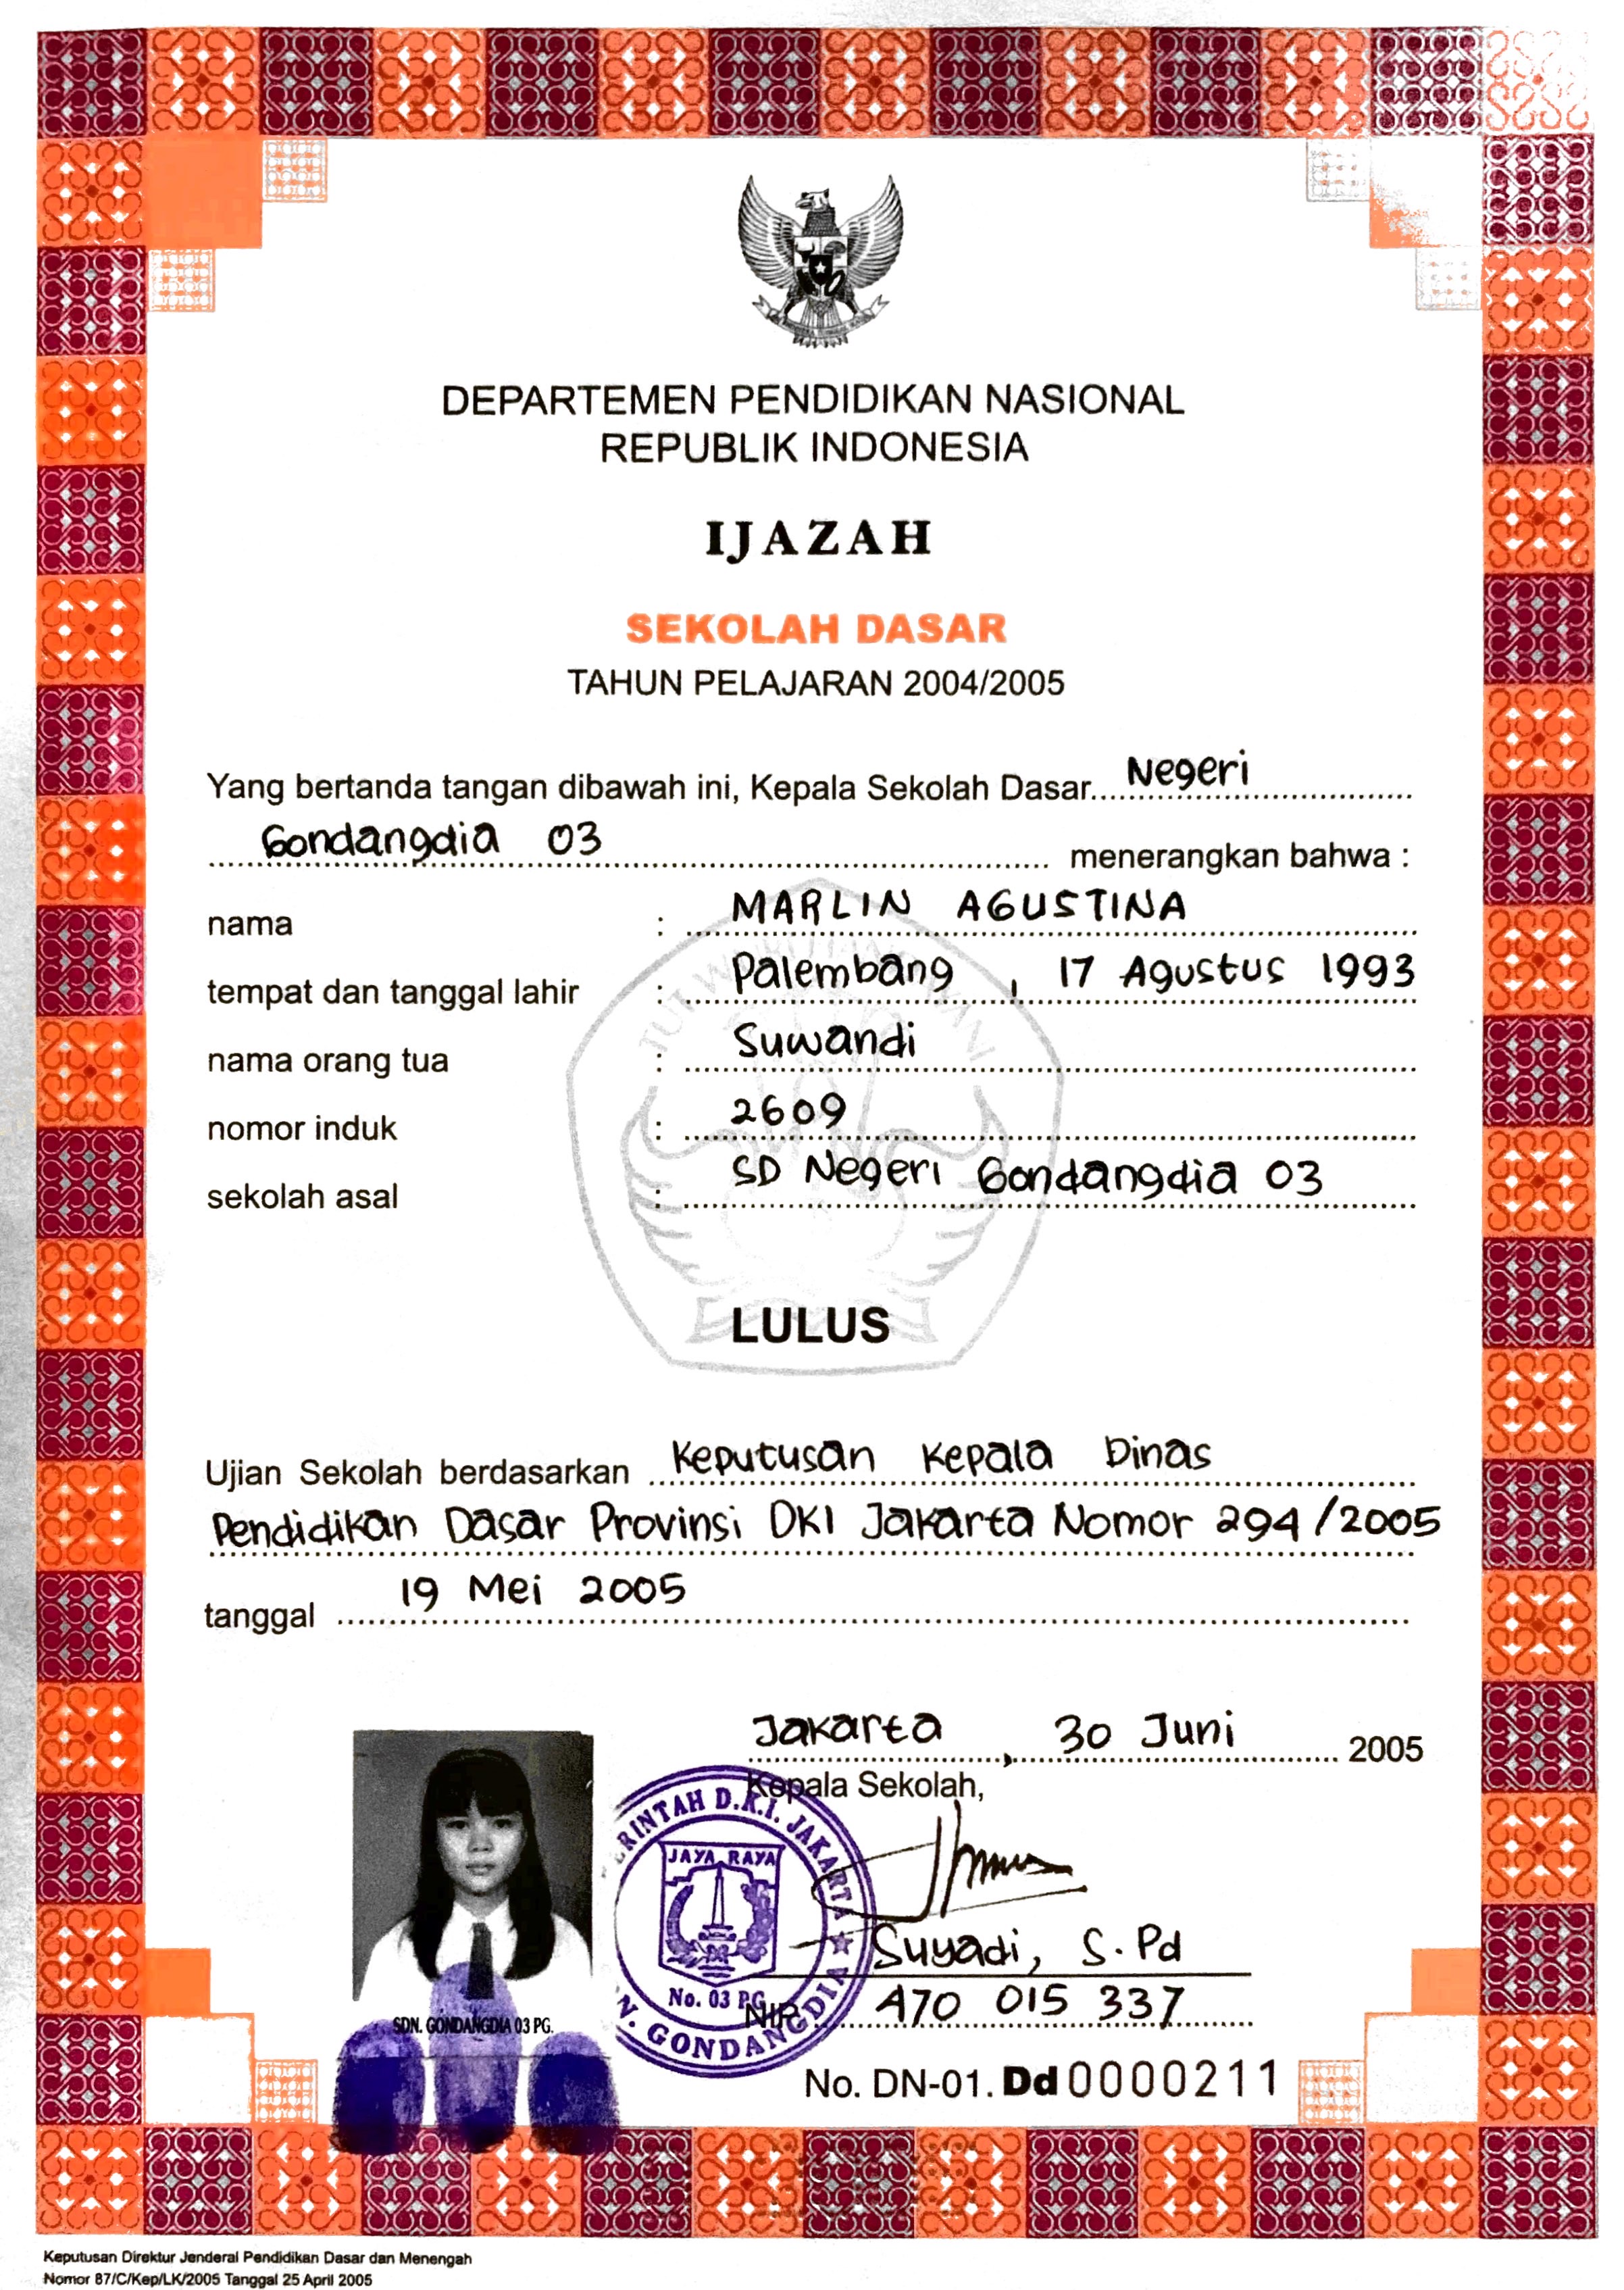 DEPARTEMEN PENDIDIKAN NASIONAL
REPUBLIK INDONESIA
IJAZAH
SEKOLAH DASAR
TAHUN PELAJARAN 2004/2005
Yang bertanda tangan dibawah ini, Kepala Sekolah Dasar Negeri
Gondangdia 03 menerangkan bahwa :
nama : MARLIN AGUSTINA
tempat dan tanggal lahir : Palembang , 17 Agustus 1993
nama orang tua : Suwandi
nomor induk : 2609
sekolah asal : SD Negeri Gondangdia 03
TUT WURI HANDAYANI
LULUS
Ujian Sekolah berdasarkan Keputusan Kepala Dinas
Pendidikan Dasar Provinsi DKI Jakarta Nomor 294/2005
tanggal 19 Mei 2005
Jakarta , 30 Juni 2005
Kepala Sekolah,
ERINTAH D.K.I. JAKARTA
JAYA RAYA
No. 03 PG
N. GONDANGDIA
Suyadi, S.Pd
NIP. 470 015 337
SDN. GONDANGDIA 03 PG.
No. DN-01. Dd 0000211
Keputusan Direktur Jenderal Pendidikan Dasar dan Menengah
Nomor 87/C/Kep/LK/2005 Tanggal 25 April 2005